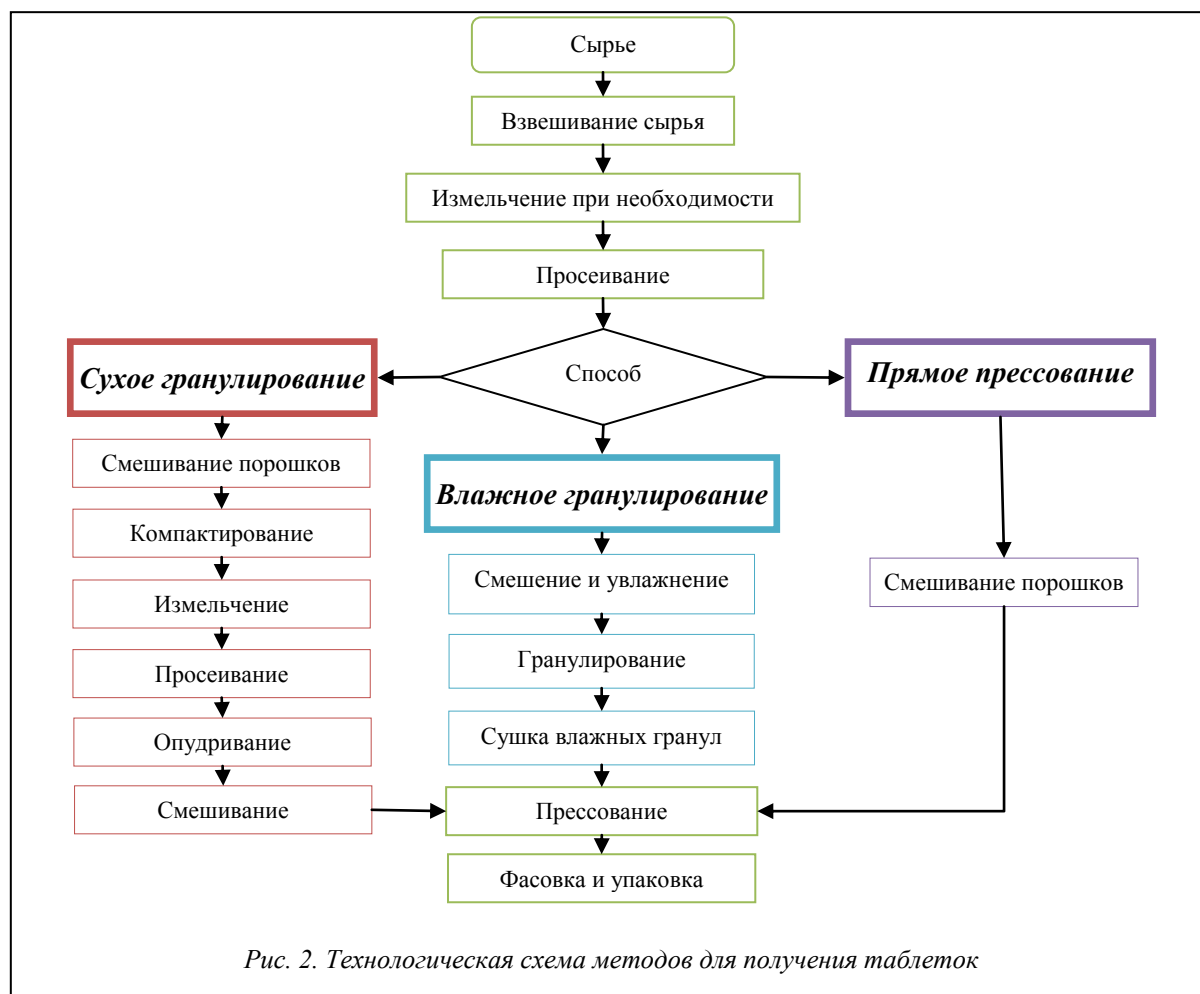 Сырье
Взвешивание сырья
Измельчение при необходимости
Просеивание
Способ
Сухое гранулирование
Смешивание порошков
Компактирование
Измельчение
Просеивание
Опудривание
Смешивание
Влажное гранулирование
Смешение и увлажнение
Гранулирование
Сушка влажных гранул
Прямое прессование
Смешивание порошков
Прессование
Фасовка и упаковка
Рис. 2. Технологическая схема методов для получения таблеток